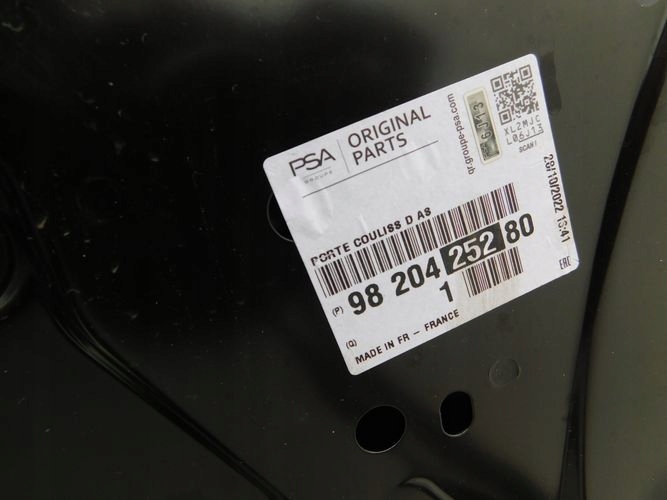 PSA
GROUPE
ORIGINAL
PARTS
qr.groupe-psa.com
XL2MJC
L06J13
SCAN!
28/10/2022 13:41
PORTE COULISS D AS
(P) 98 204 252 80
(Q) 1
MADE IN FR - FRANCE
EAC